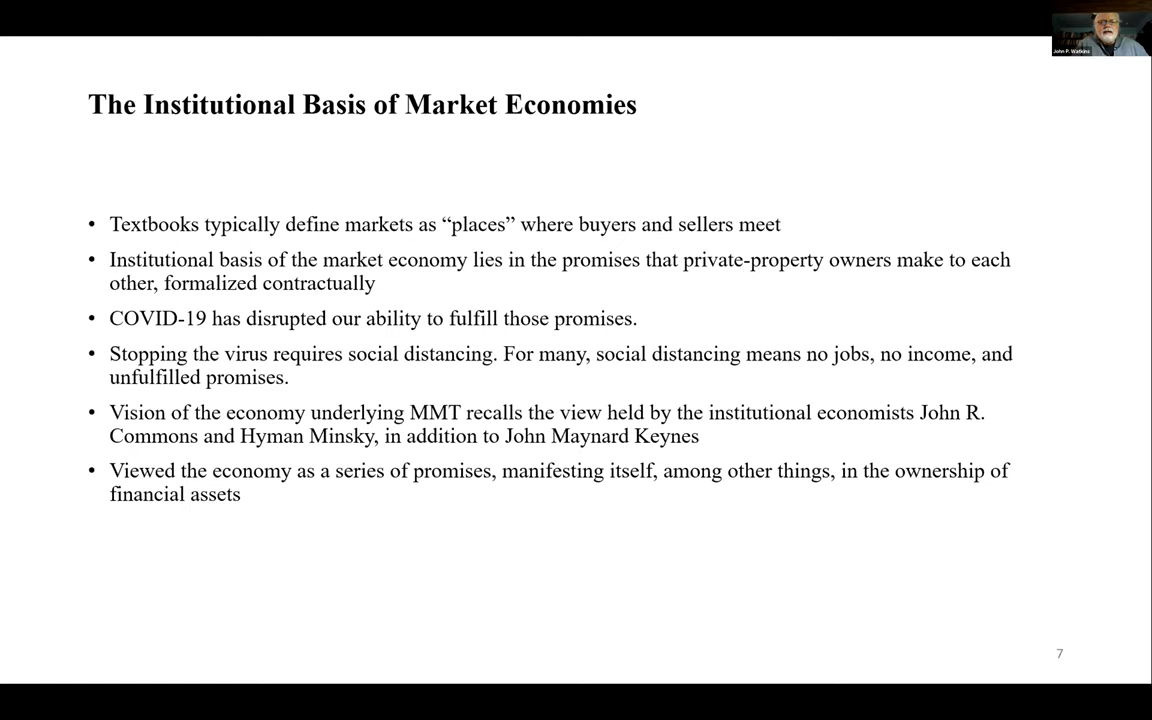 John P. Watkins
The Institutional Basis of Market Economies
• Textbooks typically define markets as “places” where buyers and sellers meet
• Institutional basis of the market economy lies in the promises that private-property owners make to each
other, formalized contractually
• COVID-19 has disrupted our ability to fulfill those promises.
• Stopping the virus requires social distancing. For many, social distancing means no jobs, no income, and
unfulfilled promises.
• Vision of the economy underlying MMT recalls the view held by the institutional economists John R.
Commons and Hyman Minsky, in addition to John Maynard Keynes
• Viewed the economy as a series of promises, manifesting itself, among other things, in the ownership of
financial assets
7